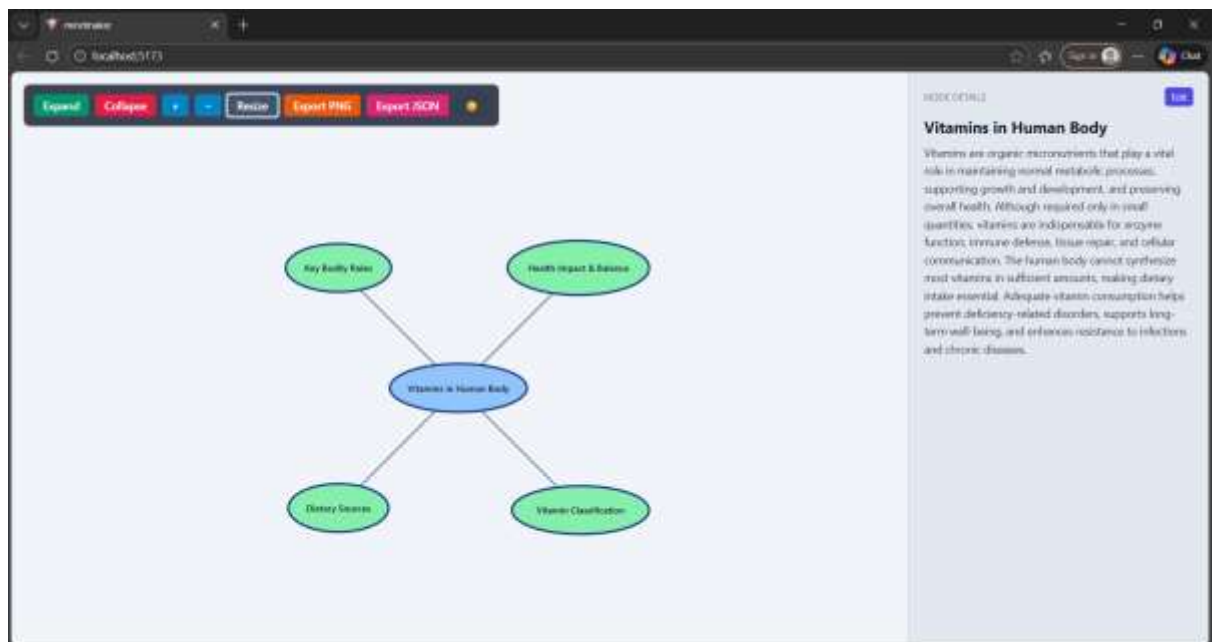 localhost:5173
Sign in
Chat
Expand Collapse + - Resize Export PNG Export JSON
NODE DETAILS
Edit
Vitamins in Human Body
Vitamins are organic micronutrients that play a vital
role in maintaining normal metabolic processes,
supporting growth and development, and preserving
overall health. Although required only in small
quantities, vitamins are indispensable for enzyme
function, immune defense, tissue repair, and cellular
communication. The human body cannot synthesize
most vitamins in sufficient amounts, making dietary
intake essential. Adequate vitamin consumption helps
prevent deficiency-related disorders, supports long-
term well-being, and enhances resistance to infections
and chronic diseases.
Key Bodily Roles
Health Impact & Balance
Vitamins in Human Body
Dietary Sources
Vitamin Classification